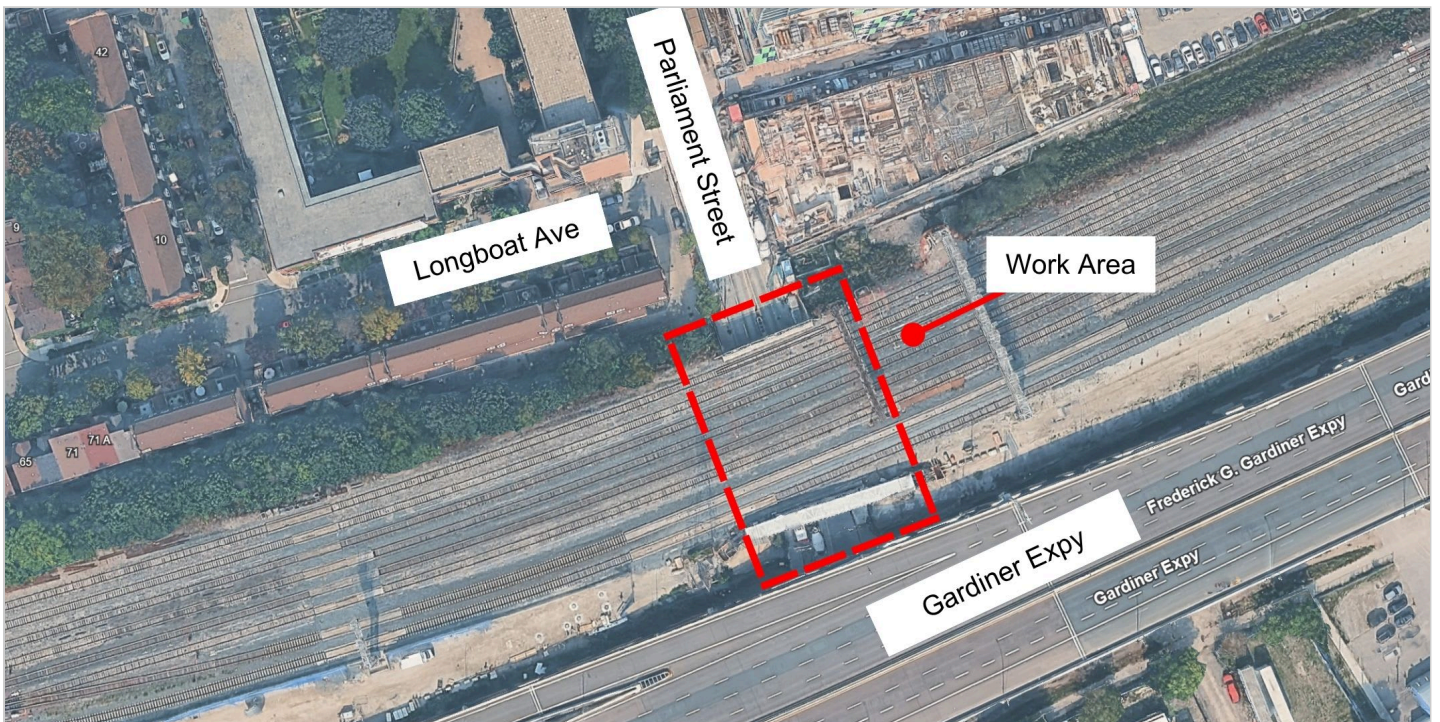 42
Parliament Street
9
10
Longboat Ave
Work Area
71 A
71
65
Gard
Frederick G. Gardiner Expy
Gardiner Expy
Gardiner Expy